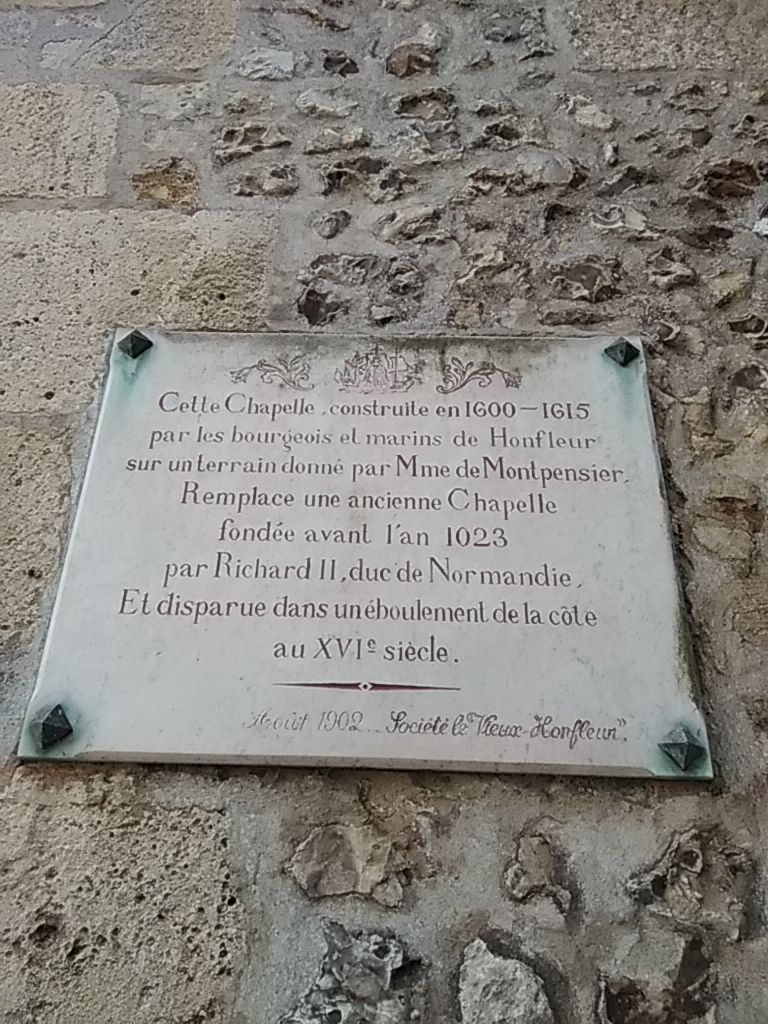 Cette Chapelle, construite en 1600-1615
par les bourgeois et marins de Honfleur
sur un terrain donné par Mme de Montpensier.
Remplace une ancienne Chapelle
fondée avant l'an 1023
par Richard II, duc de Normandie.
Et disparue dans un éboulement de la côte
au XVIe siècle.
Août 1902 _ Société le "Vieux-Honfleur".